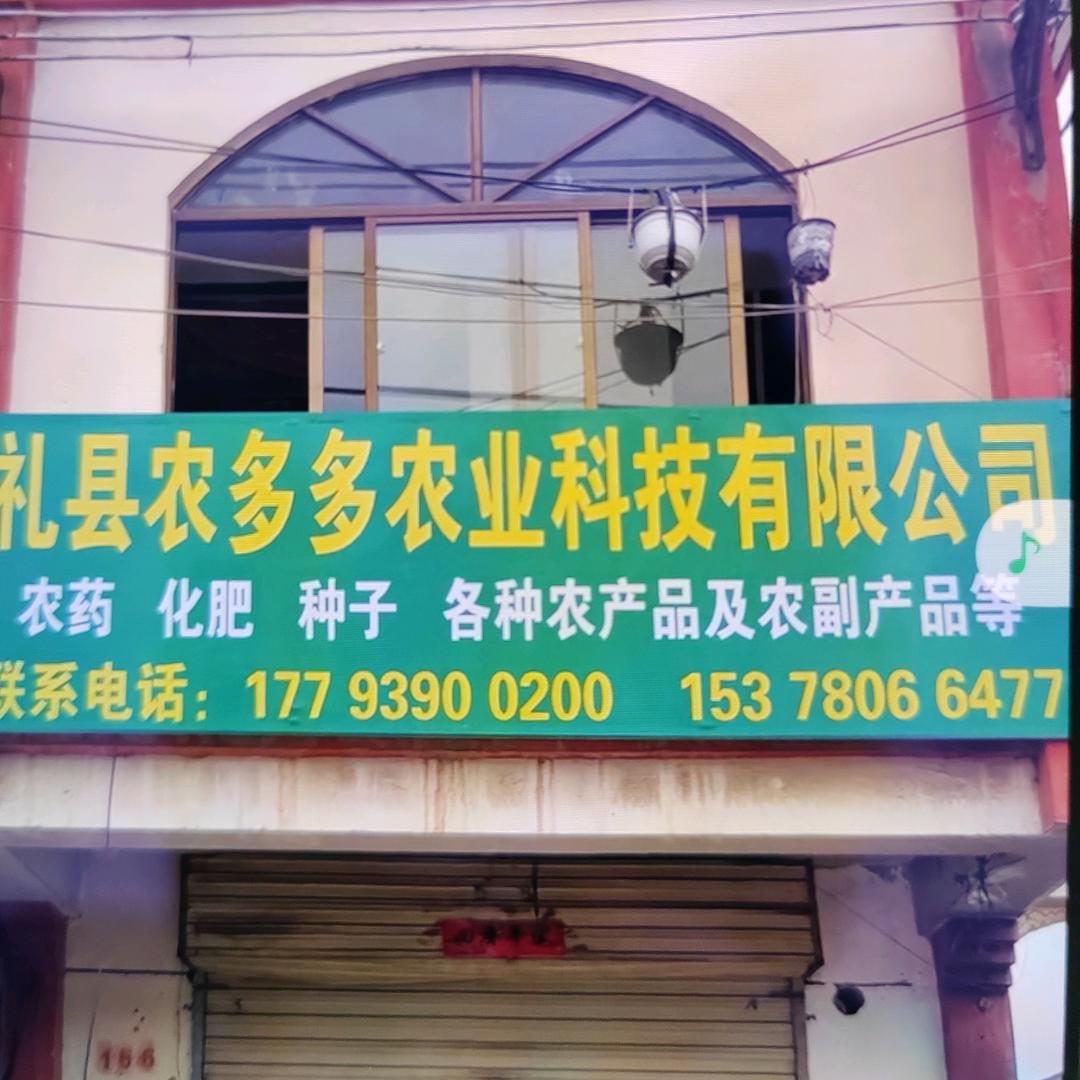 礼县农多多农业科技有限公司
农药 化肥 种子 各种农产品及农副产品等
联系电话：177 9390 0200 153 7806 6477
166